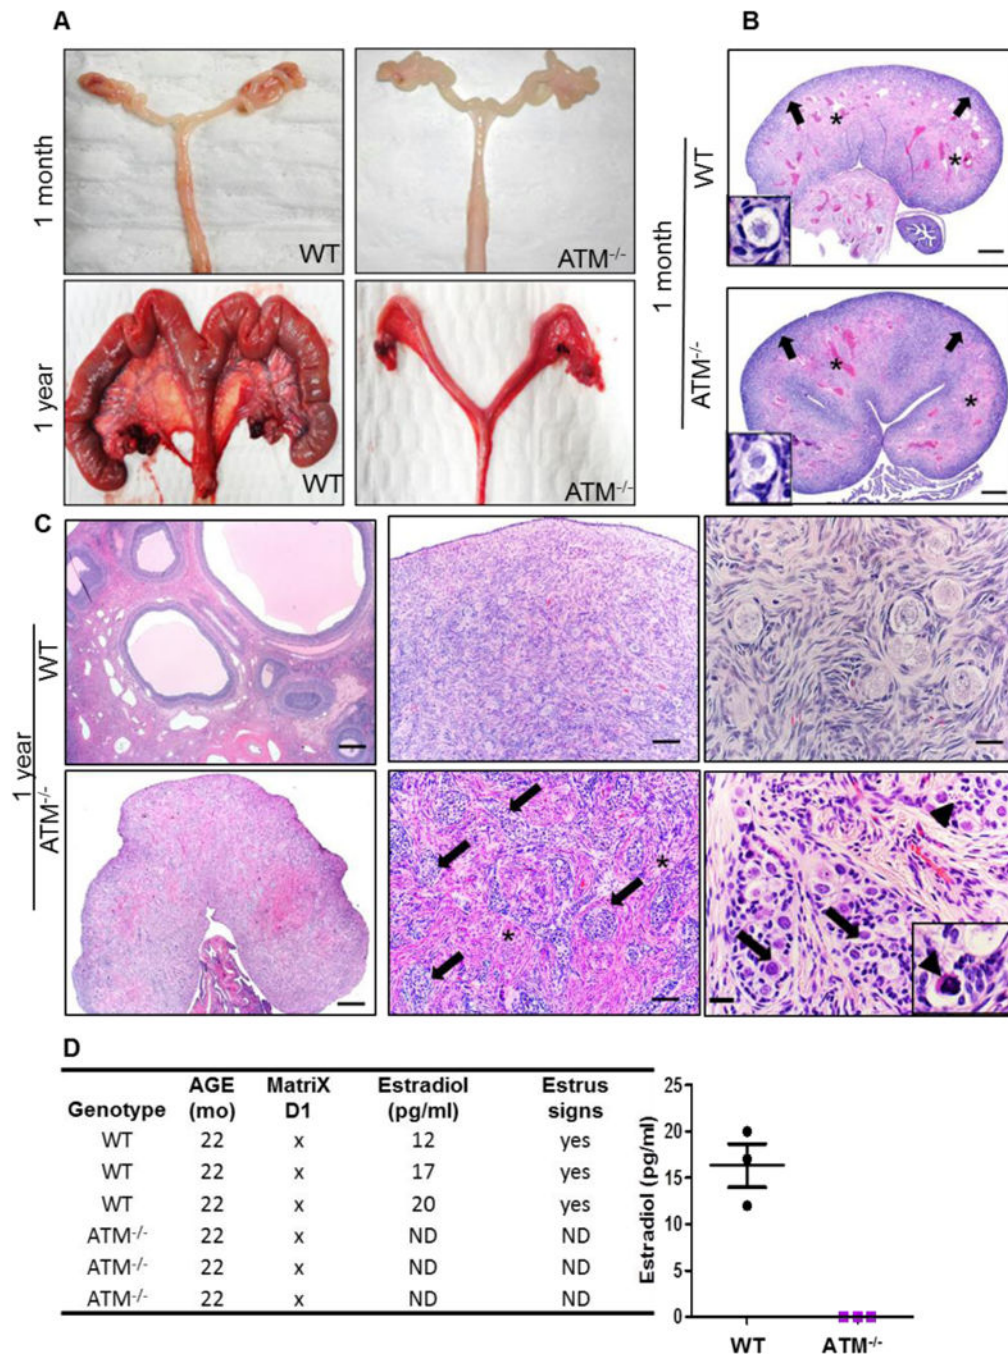 A
B
1 month
WT
ATM-/-
1 year
WT
ATM-/-
1 month
WT
ATM-/-
C
1 year
WT
ATM-/-
D
Genotype AGE (mo) MatriX D1 Estradiol (pg/ml) Estrus signs
WT 22 x 12 yes
WT 22 x 17 yes
WT 22 x 20 yes
ATM-/- 22 x ND ND
ATM-/- 22 x ND ND
ATM-/- 22 x ND ND
Estradiol (pg/ml)
25
20
15
10
5
0
WT ATM-/-